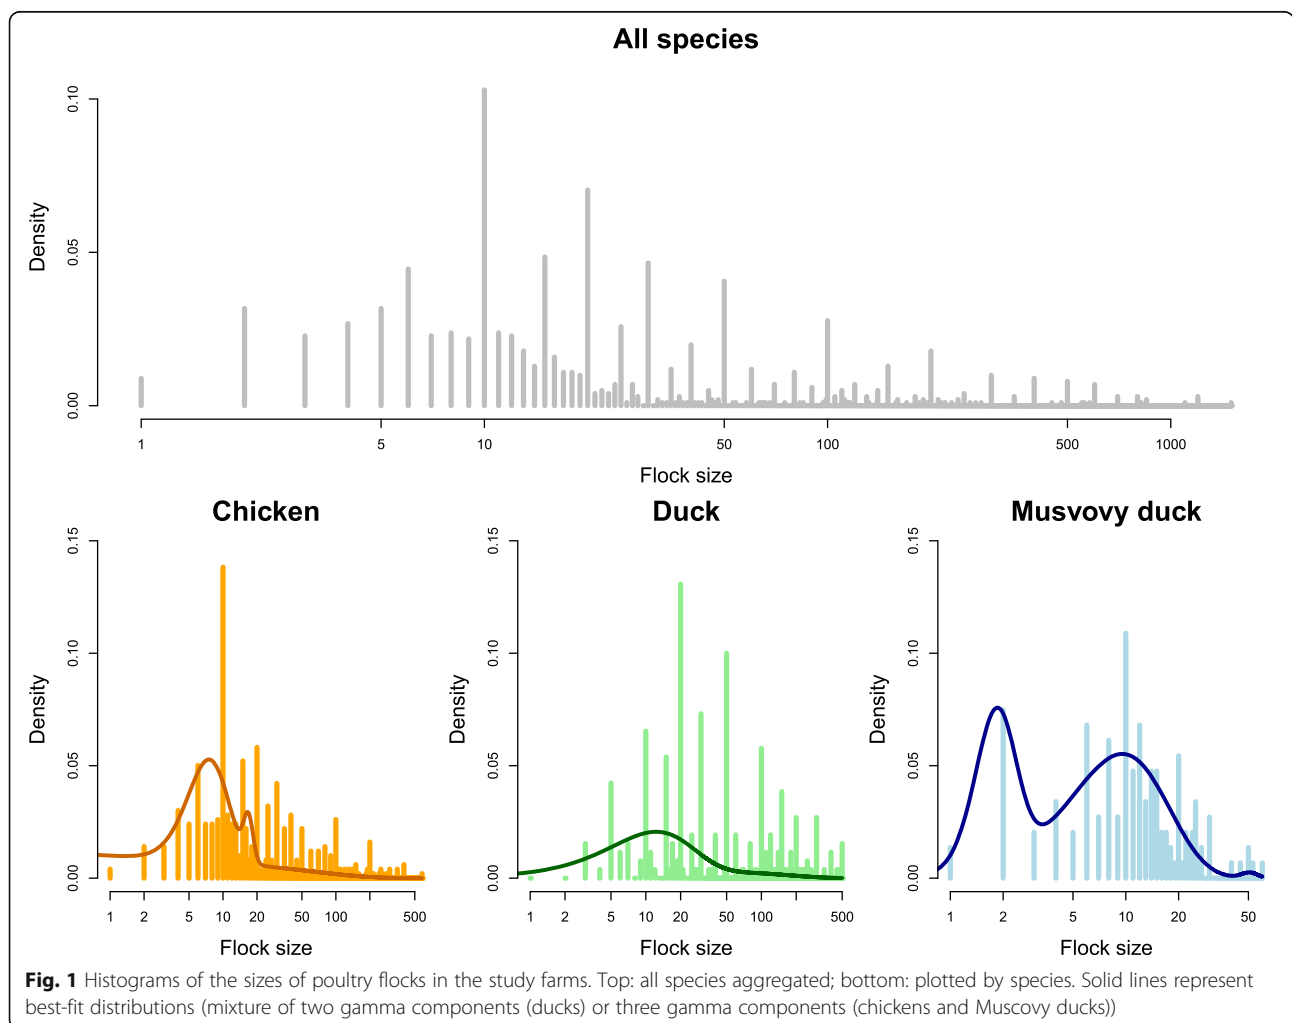 All species
Density
0.10
0.05
0.00
1 5 10 50 100 500 1000
Flock size
Chicken
Density
0.15
0.10
0.05
0.00
1 2 5 10 20 50 100 500
Flock size
Duck
Density
0.15
0.10
0.05
0.00
1 2 5 10 20 50 100 500
Flock size
Musvovy duck
Density
0.15
0.10
0.05
0.00
1 2 5 10 20 50
Flock size
Fig. 1 Histograms of the sizes of poultry flocks in the study farms. Top: all species aggregated; bottom: plotted by species. Solid lines represent
best-fit distributions (mixture of two gamma components (ducks) or three gamma components (chickens and Muscovy ducks))